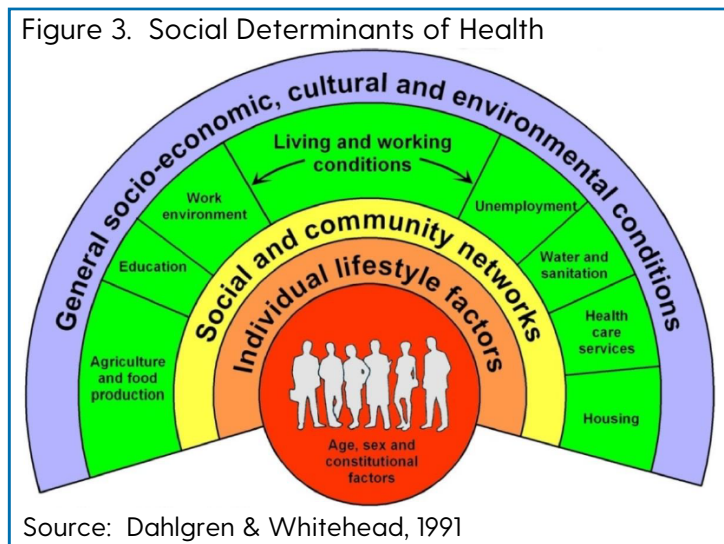 Figure 3. Social Determinants of Health
General socio-economic, cultural and environmental conditions
Living and working
conditions
Work
environment
Unemployment
Education
Water and
sanitation
Agriculture
and food
production
Health
care
services
Housing
Social and community networks
Individual lifestyle factors
Age, sex and
constitutional
factors
Source: Dahlgren & Whitehead, 1991